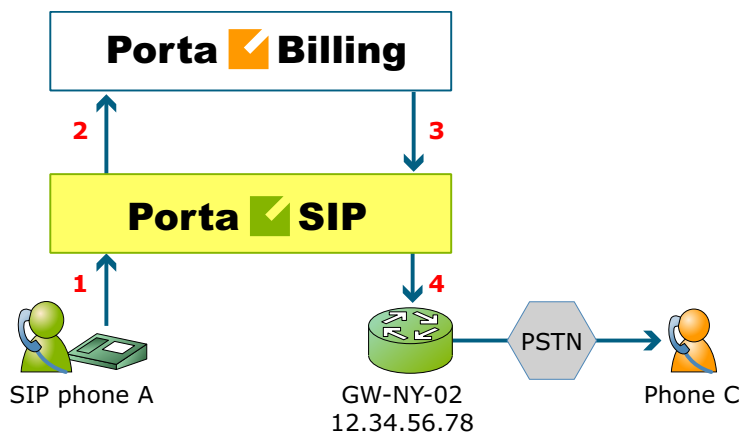 Porta Billing
2
3
Porta SIP
1
4
PSTN
SIP phone A
GW-NY-02
12.34.56.78
Phone C